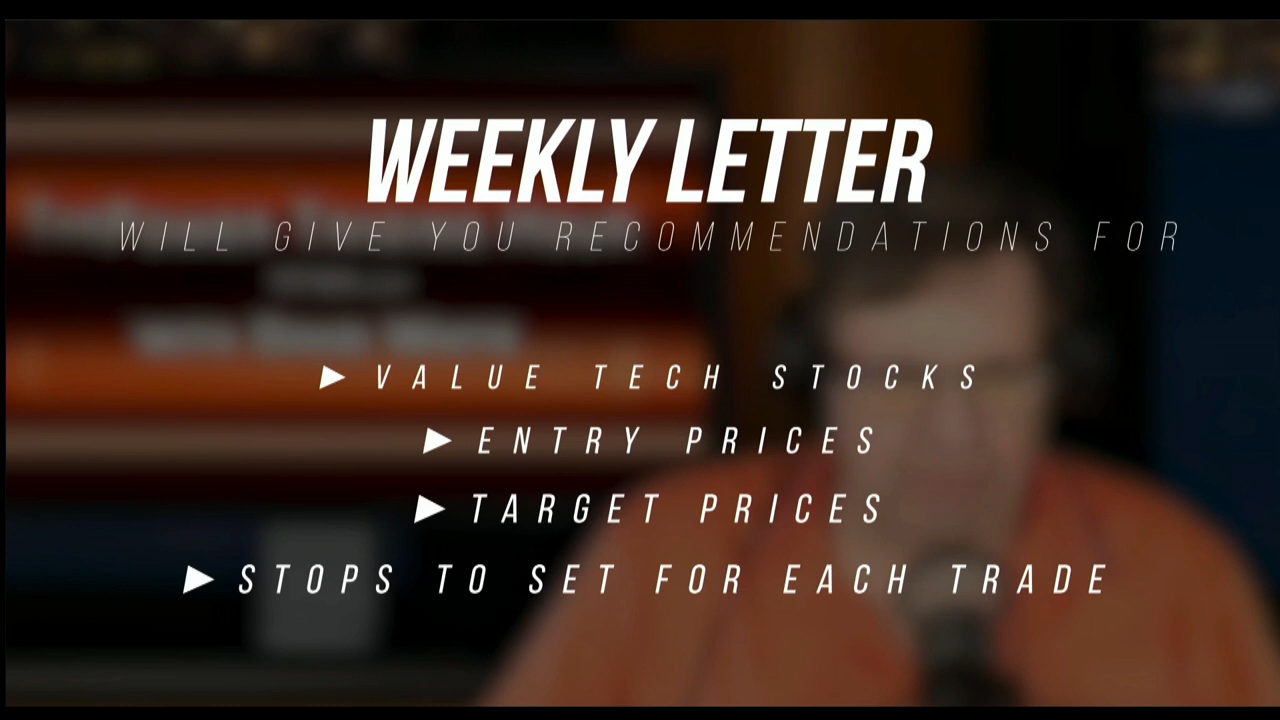 WEEKLY LETTER
WILL GIVE YOU RECOMMENDATIONS FOR
▶ VALUE TECH STOCKS
▶ ENTRY PRICES
▶ TARGET PRICES
▶ STOPS TO SET FOR EACH TRADE